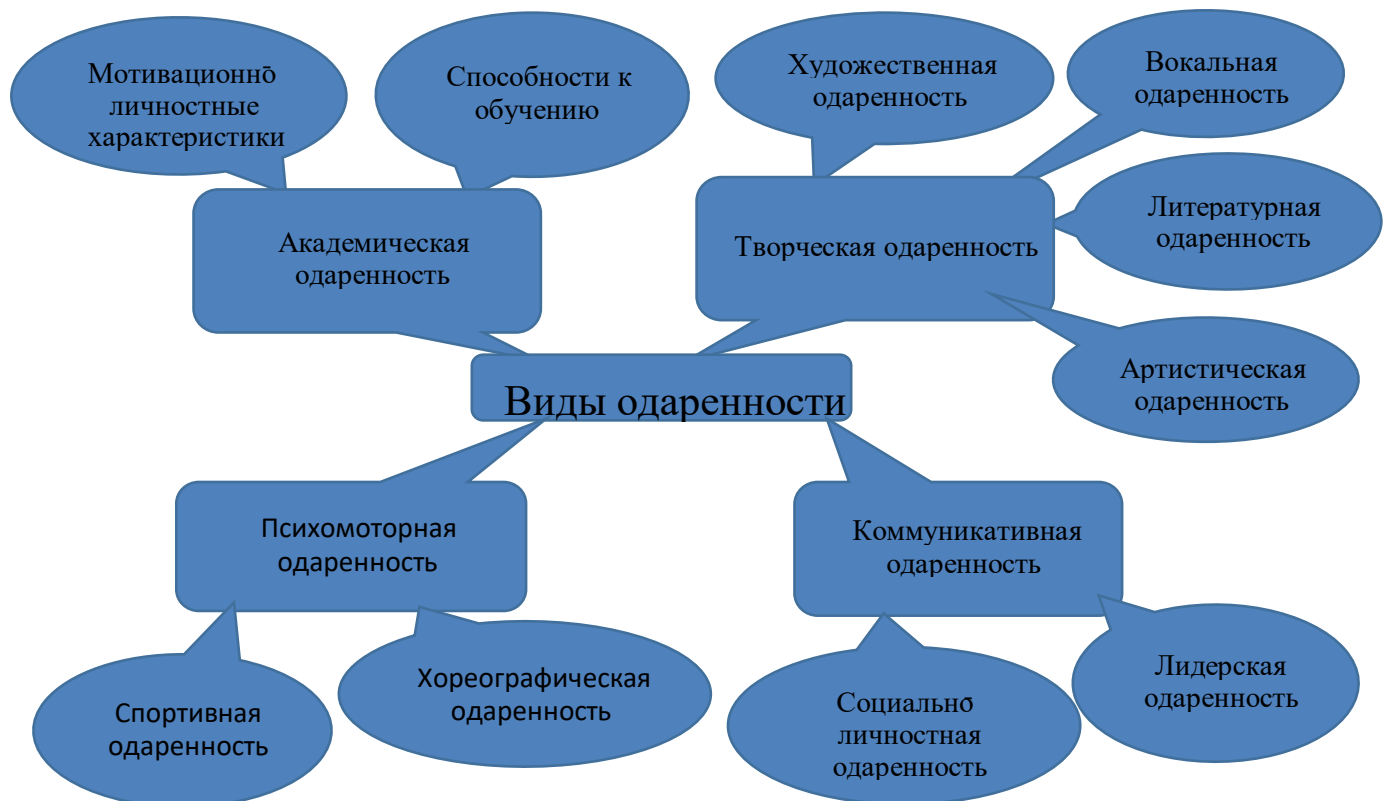 Мотивационно-
личностные
характеристики
Способности к
обучению
Художественная
одаренность
Вокальная
одаренность
Литературная
одаренность
Академическая
одаренность
Творческая одаренность
Артистическая
одаренность
Виды одаренности
Психомоторная
одаренность
Коммуникативная
одаренность
Спортивная
одаренность
Хореографическая
одаренность
Социально-
личностная
одаренность
Лидерская
одаренность